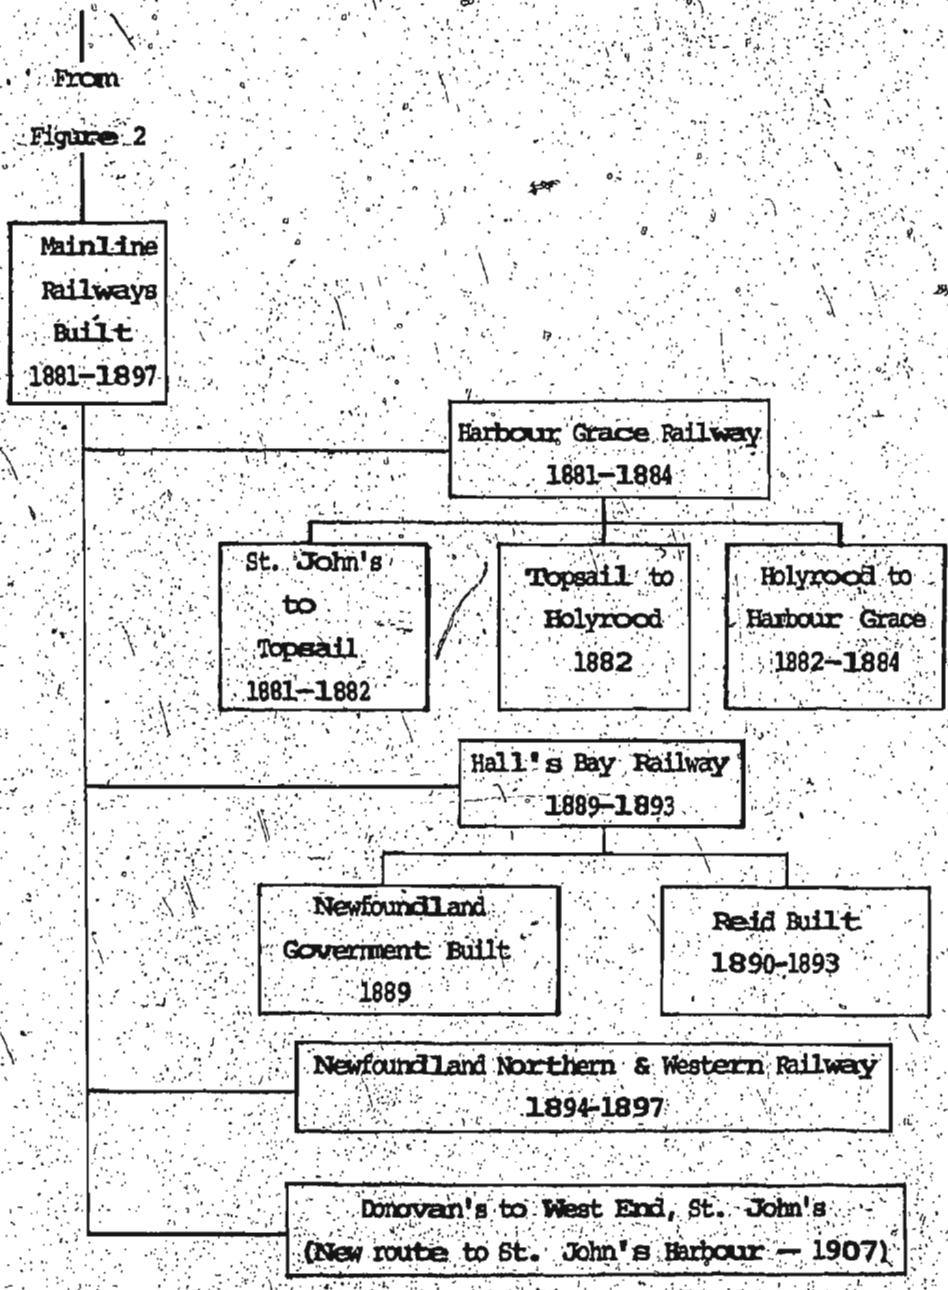 From
Figure 2
Mainline
Railways
Built
1881-1897
Harbour Grace Railway
1881-1884
St. John's
to
Topsail
1881-1882
Topsail to
Holyrood
1882
Holyrood to
Harbour Grace
1882-1884
Hall's Bay Railway
1889-1893
Newfoundland
Government Built
1889
Reid Built
1890-1893
Newfoundland Northern & Western Railway
1894-1897
Donovan's to West End, St. John's
(New route to St. John's Harbour — 1907)